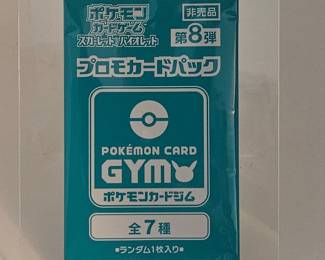 ポケモン
カードゲーム
スカーレット&バイオレット
非売品
第8弾
プロモカードパック
POKÉMON CARD
GYM
ポケモンカードジム
全7種
■ランダム1枚入り■